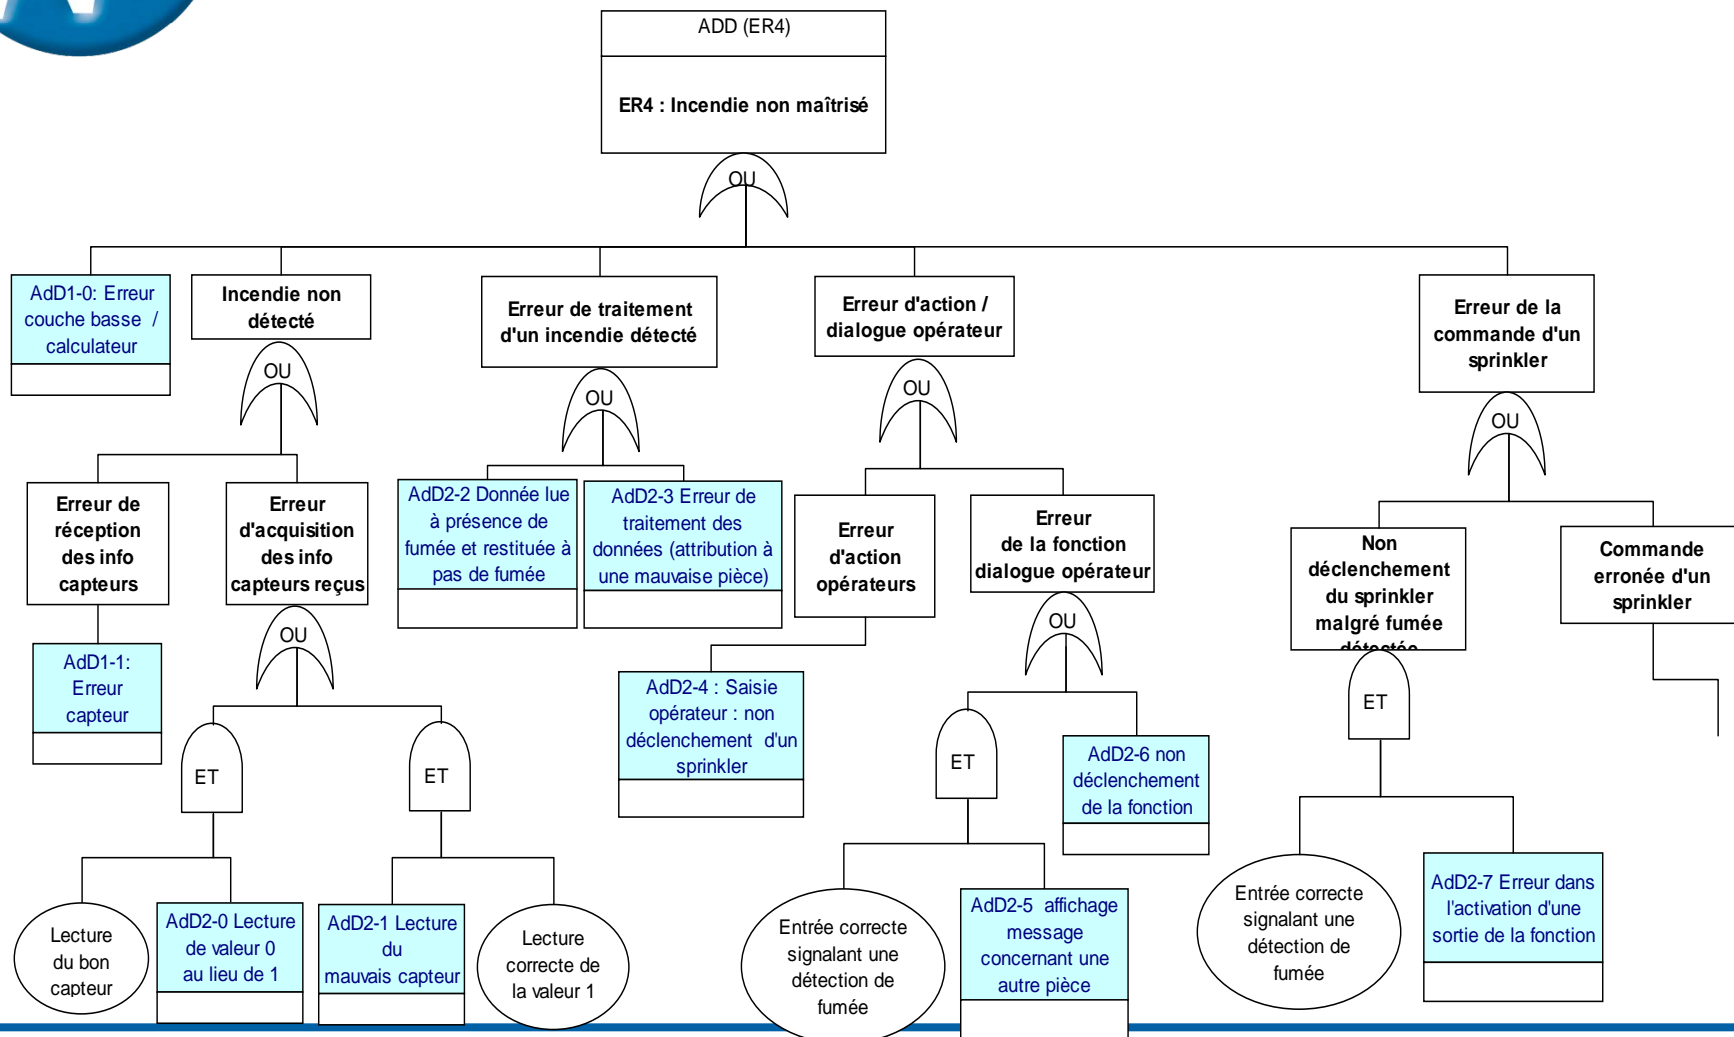 ADD (ER4)
ER4 : Incendie non maîtrisé
OU
AdD1-0: Erreur
couche basse /
calculateur
Incendie non
détecté
Erreur de traitement
d'un incendie détecté
Erreur d'action /
dialogue opérateur
Erreur de la
commande d'un
sprinkler
OU
OU
OU
OU
Erreur de
réception
des info
capteurs
Erreur
d'acquisition
des info
capteurs reçus
AdD2-2 Donnée lue
à présence de
fumée et restituée à
pas de fumée
AdD2-3 Erreur de
traitement des
données (attribution à
une mauvaise pièce)
Erreur
d'action
opérateurs
Erreur
de la fonction
dialogue opérateur
Non
déclenchement
du sprinkler
malgré fumée
détectée
Commande
erronée d'un
sprinkler
OU
OU
AdD1-1:
Erreur
capteur
AdD2-4 : Saisie
opérateur : non
déclenchement d'un
sprinkler
ET
ET
ET
ET
AdD2-6 non
déclenchement
de la fonction
Lecture
du bon
capteur
AdD2-0 Lecture
de valeur 0
au lieu de 1
AdD2-1 Lecture
du
mauvais capteur
Lecture
correcte de
la valeur 1
Entrée correcte
signalant une
détection de
fumée
AdD2-5 affichage
message
concernant une
autre pièce
Entrée correcte
signalant une
détection de
fumée
AdD2-7 Erreur dans
l'activation d'une
sortie de la fonction